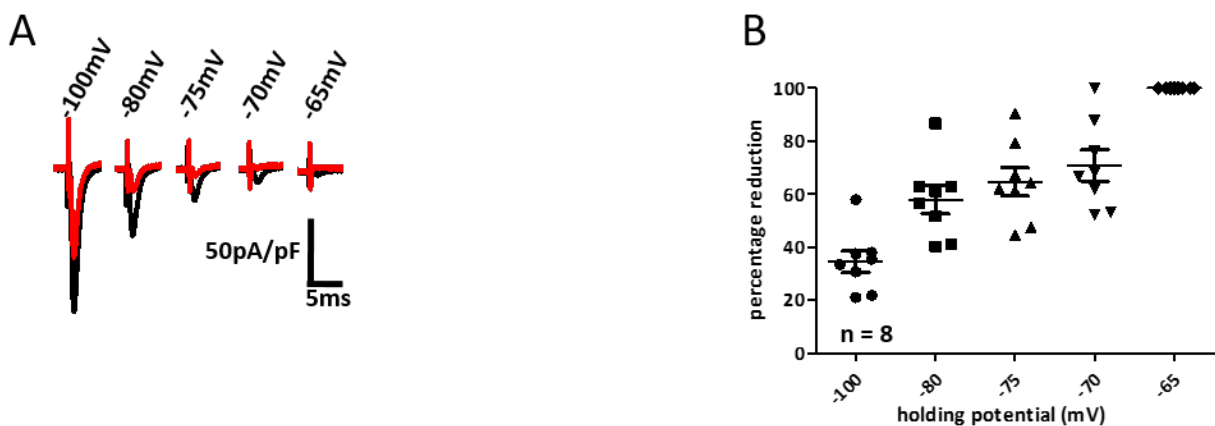 A
-100mV
-80mV
-75mV
-70mV
-65mV
50pA/pF
5ms
B
percentage reduction
100
80
60
40
20
0
n = 8
-100
-80
-75
-70
-65
holding potential (mV)